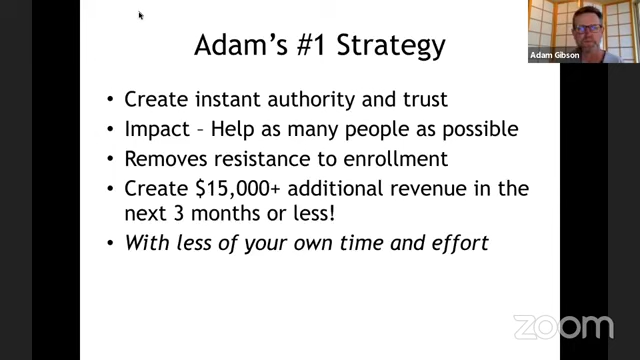 Adam’s #1 Strategy
Adam Gibson
• Create instant authority and trust
• Impact – Help as many people as possible
• Removes resistance to enrollment
• Create $15,000+ additional revenue in the
next 3 months or less!
• With less of your own time and effort
zoom